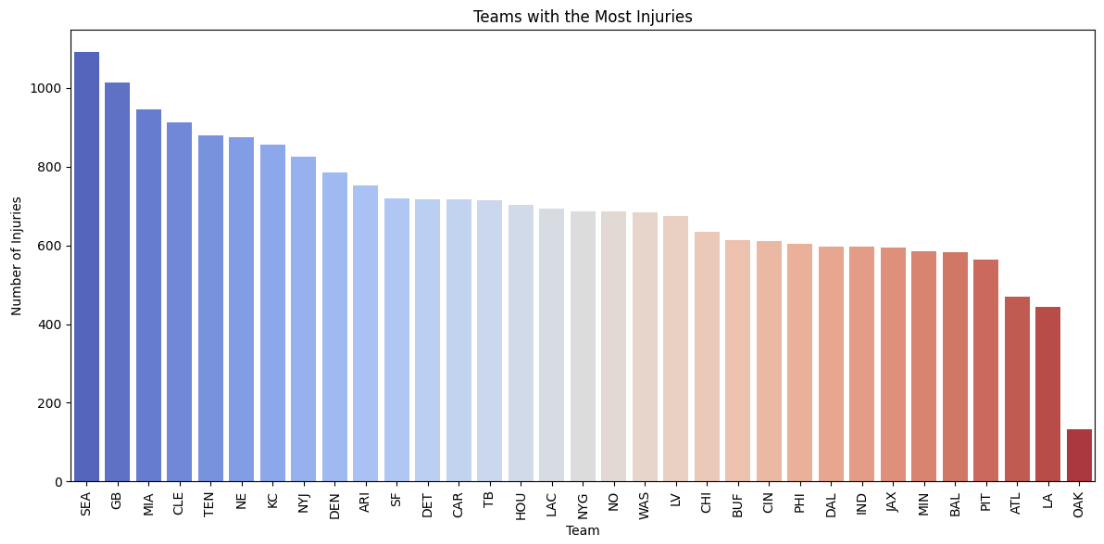 Teams with the Most Injuries
Number of Injuries
1000
800
600
400
200
0
SEA GB MIA CLE TEN NE KC NYJ DEN ARI SF DET CAR TB HOU LAC NYG NO WAS LV CHI BUF CIN PHI DAL IND JAX MIN BAL PIT ATL LA OAK
Team